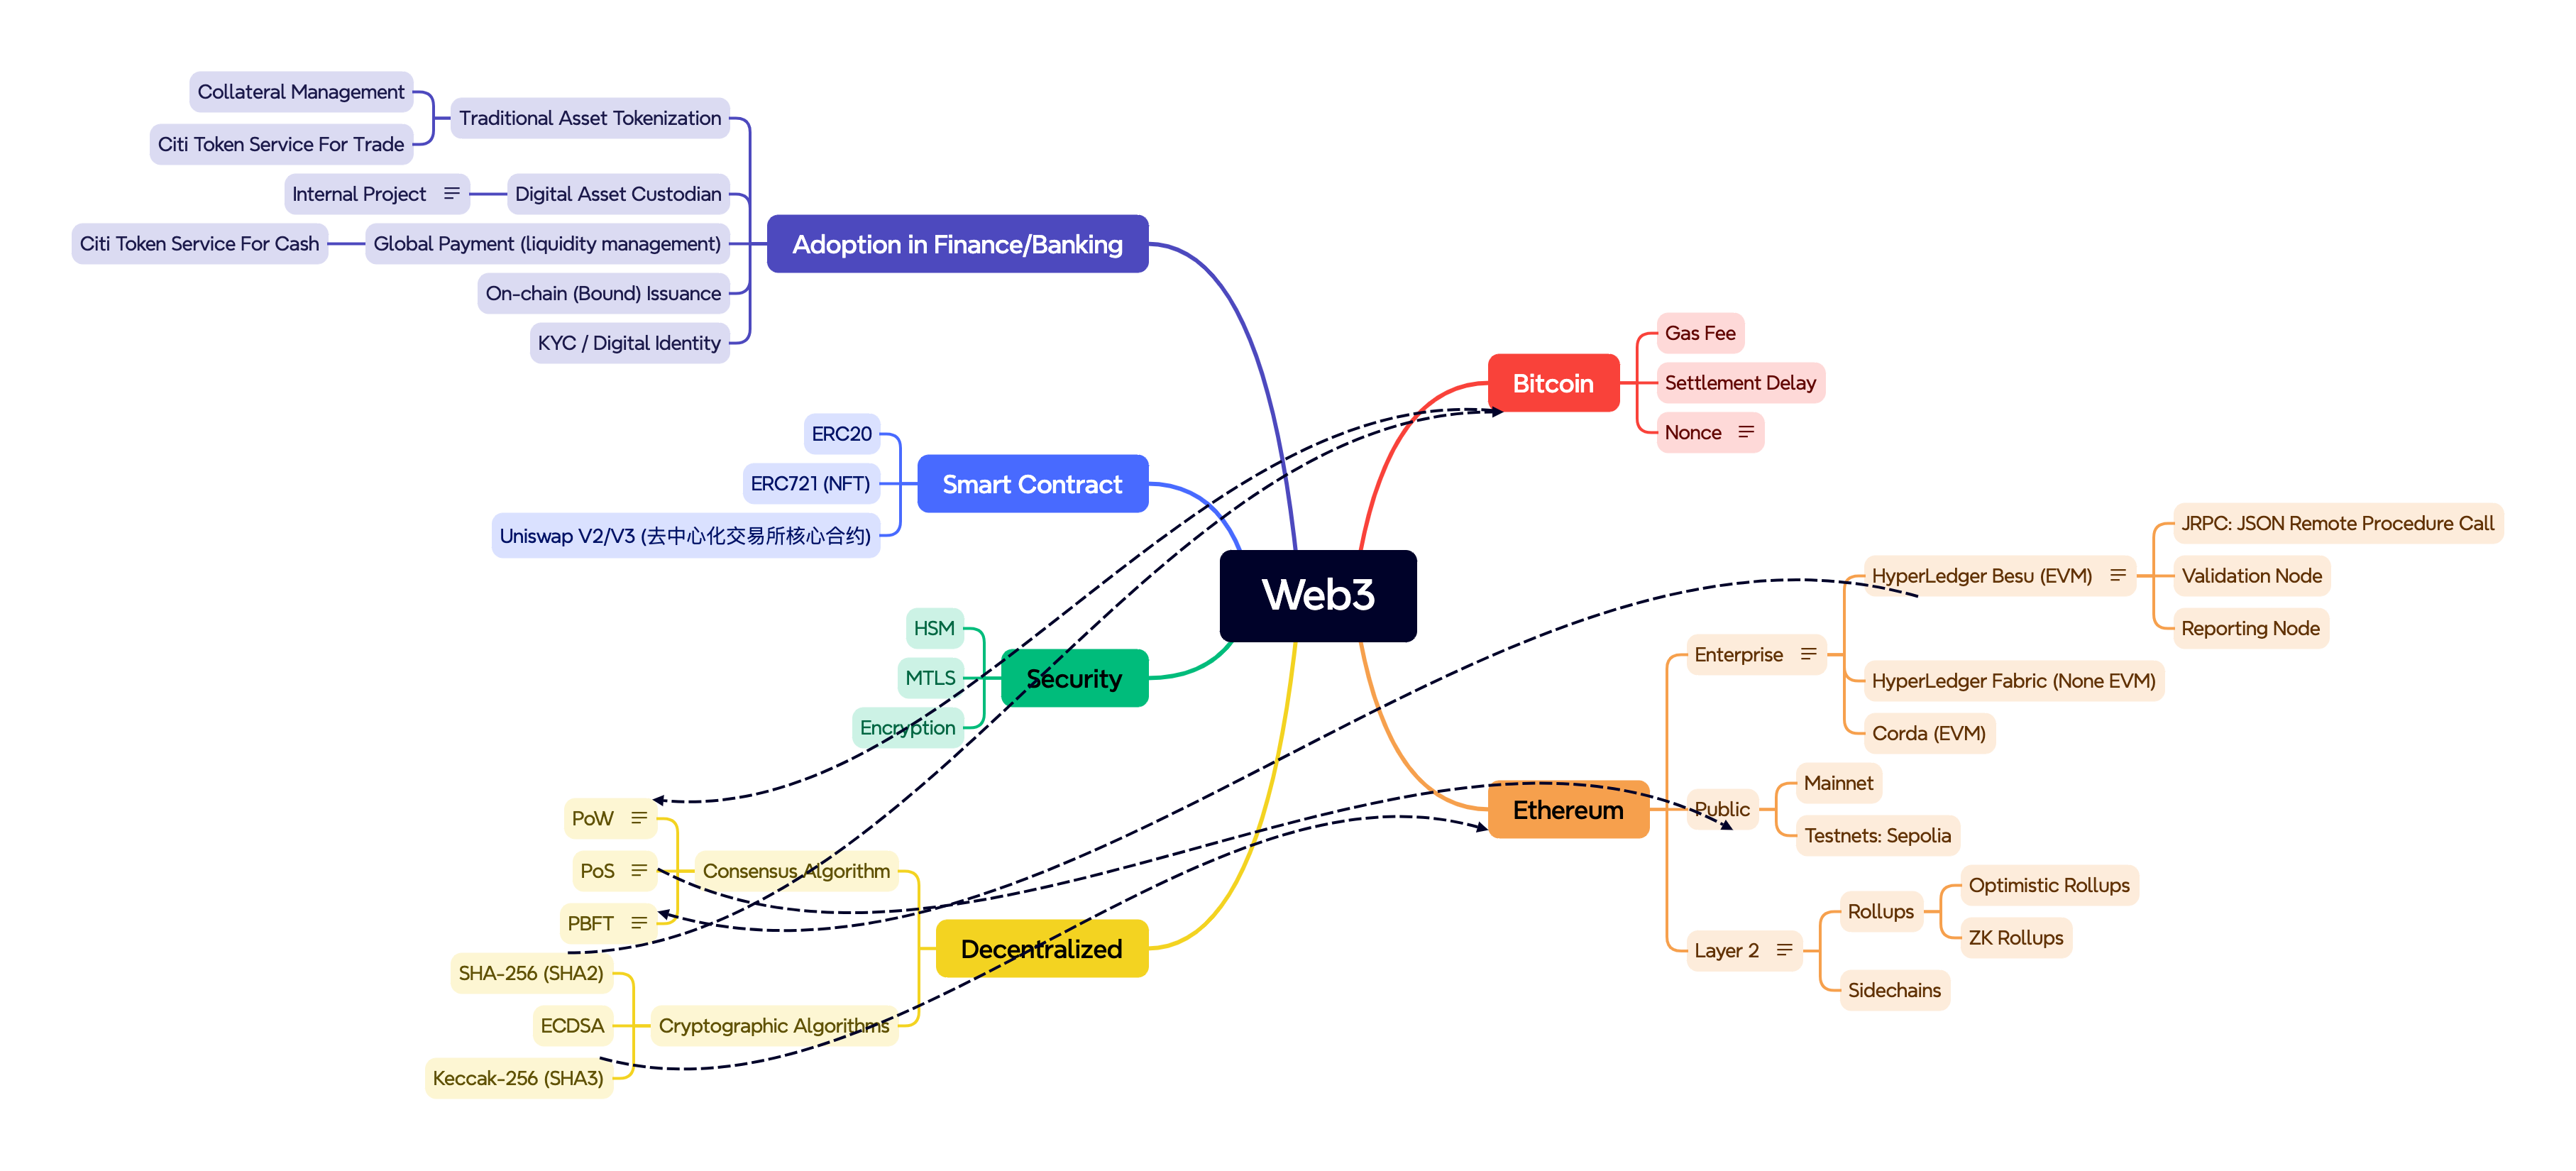 Collateral Management
Traditional Asset Tokenization
Citi Token Service For Trade
Internal Project
Digital Asset Custodian
Citi Token Service For Cash
Global Payment (liquidity management)
Adoption in Finance/Banking
On-chain (Bound) Issuance
KYC / Digital Identity
ERC20
ERC721 (NFT)
Smart Contract
Uniswap V2/V3 (去中心化交易所核心合约)
HSM
MTLS
Security
Encryption
PoW
PoS
Consensus Algorithm
PBFT
Decentralized
SHA-256 (SHA2)
ECDSA
Cryptographic Algorithms
Keccak-256 (SHA3)
Web3
Bitcoin
Gas Fee
Settlement Delay
Nonce
Ethereum
Enterprise
HyperLedger Besu (EVM)
JRPC: JSON Remote Procedure Call
Validation Node
Reporting Node
HyperLedger Fabric (None EVM)
Corda (EVM)
Public
Mainnet
Testnets: Sepolia
Layer 2
Rollups
Optimistic Rollups
ZK Rollups
Sidechains